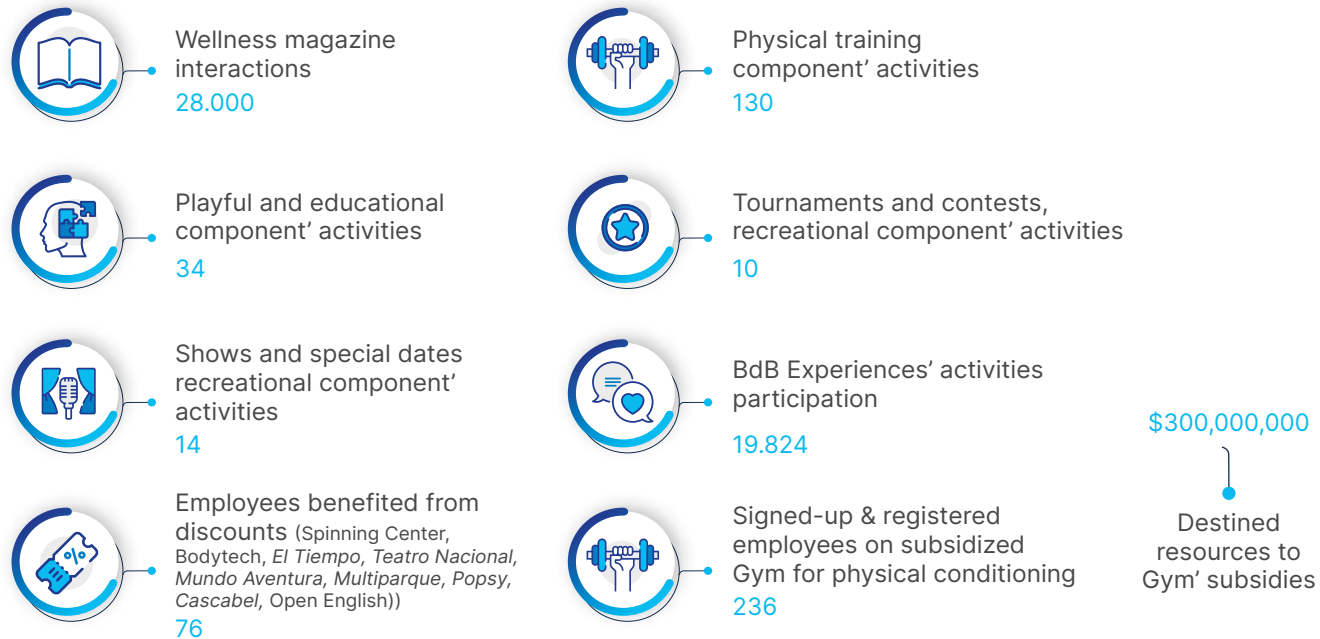 Wellness magazine
interactions
28.000
Physical training
component’ activities
130
Playful and educational
component’ activities
34
Tournaments and contests,
recreational component’ activities
10
Shows and special dates
recreational component’
activities
14
BdB Experiences’ activities
participation
19.824
Employees benefited from
discounts (Spinning Center,
Bodytech, El Tiempo, Teatro Nacional,
Mundo Aventura, Multiparque, Popsy,
Cascabel, Open English))
76
%
Signed-up & registered
employees on subsidized
Gym for physical conditioning
236
$300,000,000
Destined
resources to
Gym’ subsidies